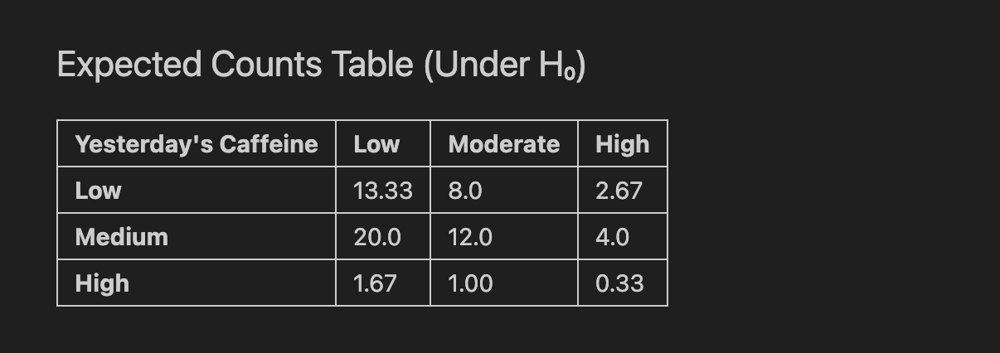 Expected Counts Table (Under H₀)
Yesterday's Caffeine Low Moderate High
Low 13.33 8.0 2.67
Medium 20.0 12.0 4.0
High 1.67 1.00 0.33